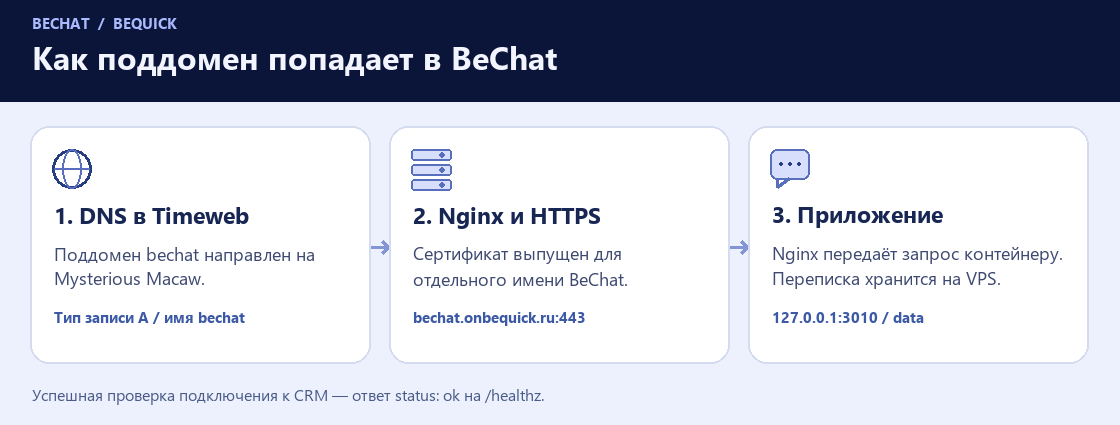 BECHAT / BEQUICK
Как поддомен попадает в BeChat
1. DNS в Timeweb
Поддомен bechat направлен на
Mysterious Macaw.
Тип записи A / имя bechat
2. Nginx и HTTPS
Сертификат выпущен для
отдельного имени BeChat.
bechat.onbequick.ru:443
3. Приложение
Nginx передаёт запрос контейнеру.
Переписка хранится на VPS.
127.0.0.1:3010 / data
Успешная проверка подключения к CRM — ответ status: ok на /healthz.